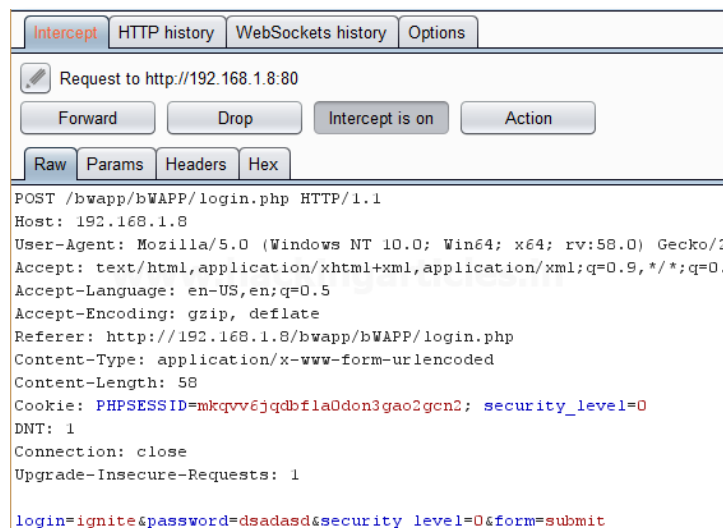 Intercept HTTP history WebSockets history Options
Request to http://192.168.1.8:80
Forward Drop Intercept is on Action
Raw Params Headers Hex
POST /bwapp/bWAPP/login.php HTTP/1.1
Host: 192.168.1.8
User-Agent: Mozilla/5.0 (Windows NT 10.0; Win64; x64; rv:58.0) Gecko/2
Accept: text/html,application/xhtml+xml,application/xml;q=0.9,*/*;q=0.
Accept-Language: en-US,en;q=0.5
Accept-Encoding: gzip, deflate
Referer: http://192.168.1.8/bwapp/bWAPP/login.php
Content-Type: application/x-www-form-urlencoded
Content-Length: 58
Cookie: PHPSESSID=mkqvv6jqdbfla0don3gao2gcn2; security_level=0
DNT: 1
Connection: close
Upgrade-Insecure-Requests: 1
login=ignite&password=dsadasd&security_level=0&form=submit